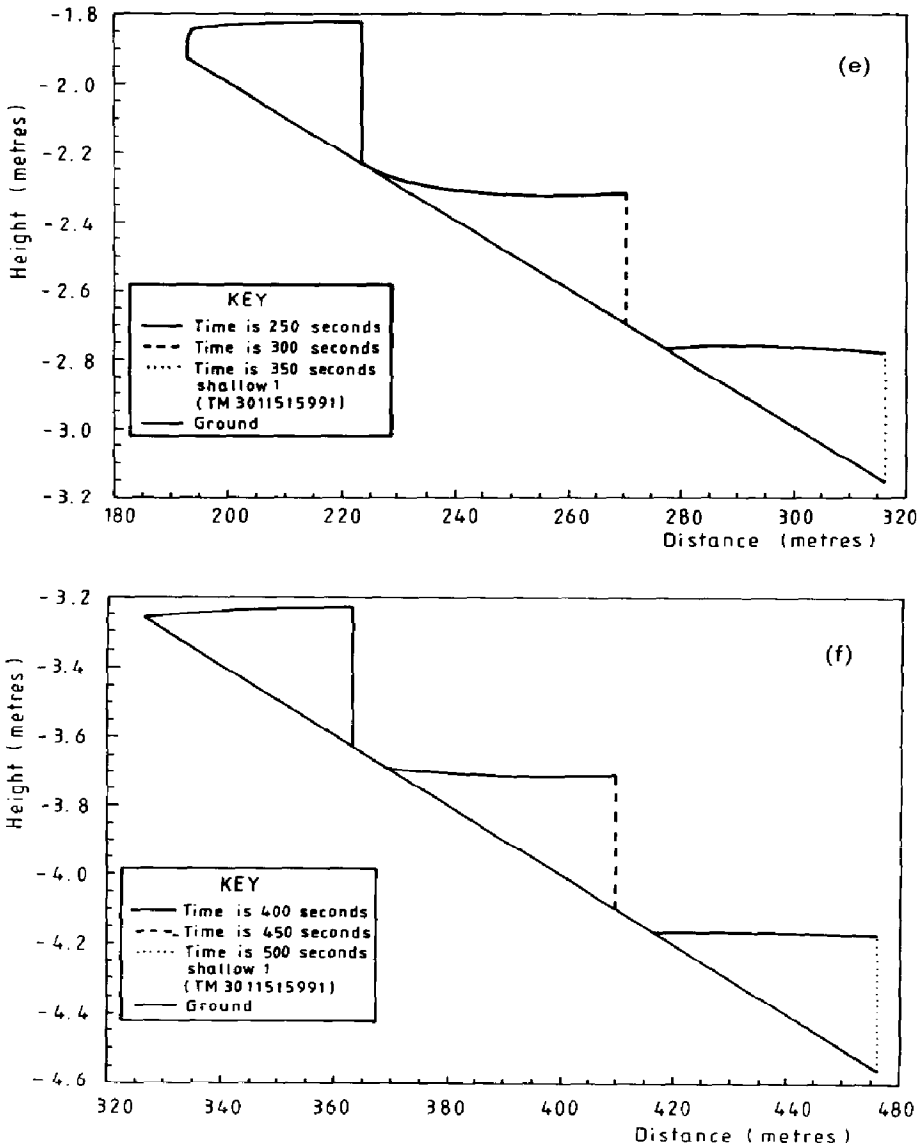 -1.8
-2.0
-2.2
-2.4
-2.6
-2.8
-3.0
-3.2
Height (metres)
(e)
KEY
Time is 250 seconds
Time is 300 seconds
Time is 350 seconds
shallow 1
(TM 3011515991)
Ground
180 200 220 240 260 280 300 320
Distance (metres)
-3.2
-3.4
-3.6
-3.8
-4.0
-4.2
-4.4
-4.6
Height (metres)
(f)
KEY
Time is 400 seconds
Time is 450 seconds
Time is 500 seconds
shallow 1
(TM 3011515991)
Ground
320 340 360 380 400 420 440 460 480
Distance (metres)